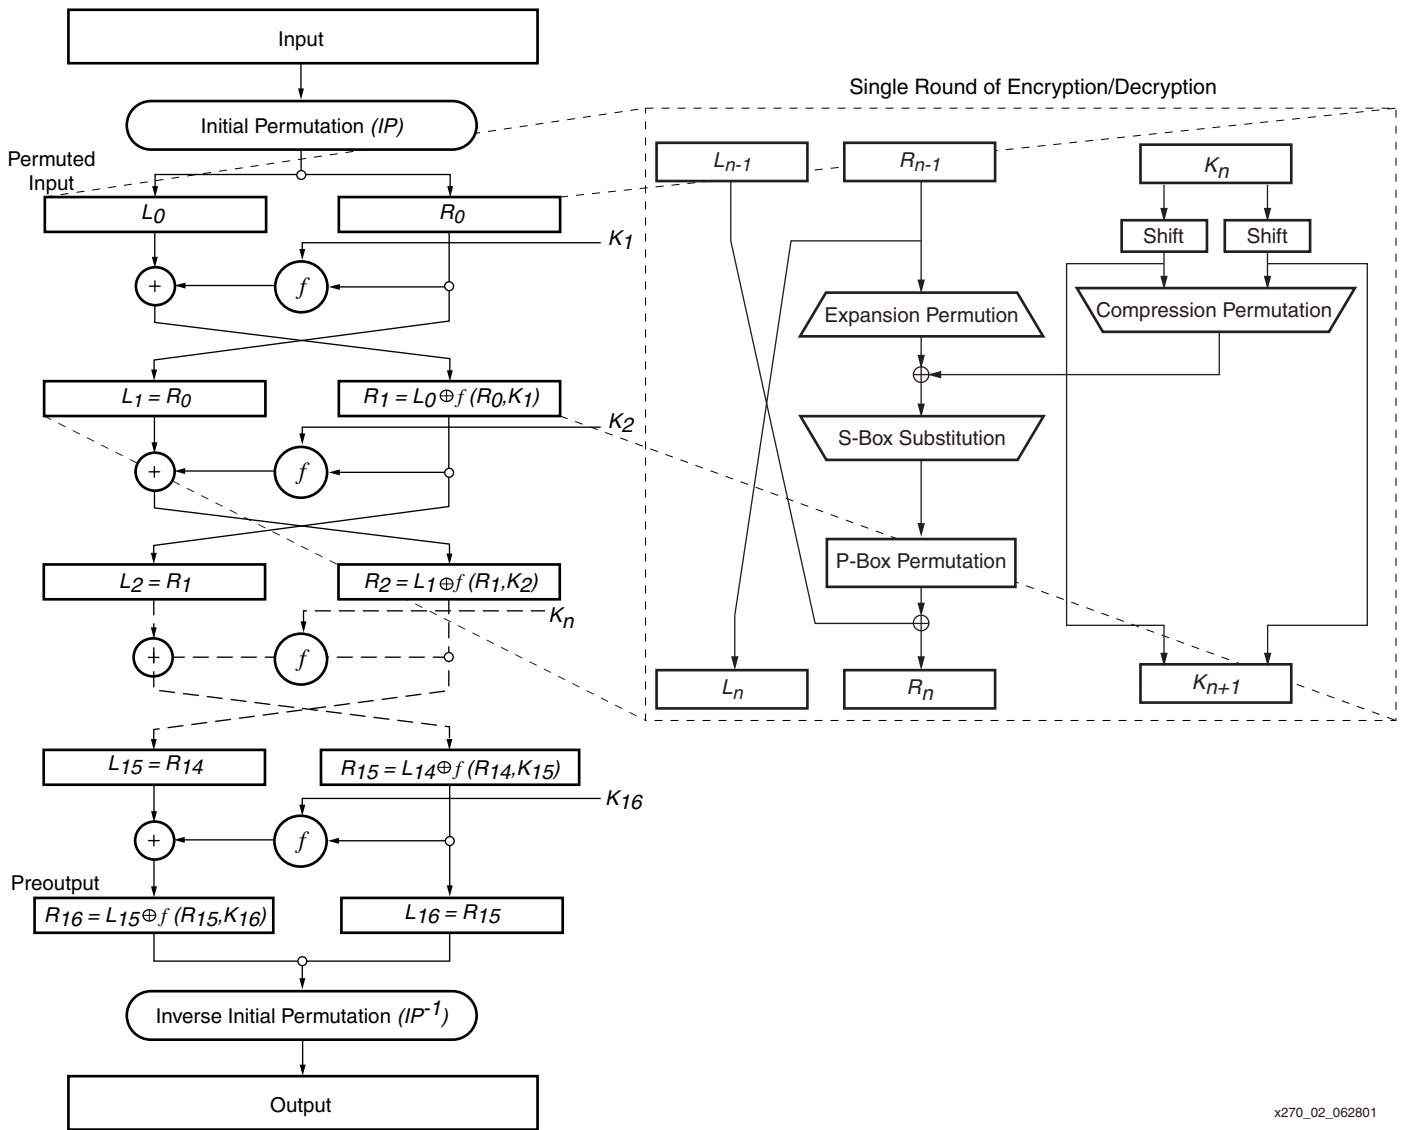 Input
Single Round of Encryption/Decryption
Initial Permutation (IP)
Permuted
Input
L0
R0
K1
+
f
L1 = R0
R1 = L0 ⊕ f (R0,K1)
K2
+
f
L2 = R1
R2 = L1 ⊕ f (R1,K2)
Kn
+
f
L15 = R14
R15 = L14 ⊕ f (R14,K15)
K16
+
f
Preoutput
R16 = L15 ⊕ f (R15,K16)
L16 = R15
Inverse Initial Permutation (IP-1)
Output
Ln-1
Rn-1
Kn
Shift
Shift
Expansion Permution
Compression Permutation
S-Box Substitution
P-Box Permutation
Ln
Rn
Kn+1
x270_02_062801